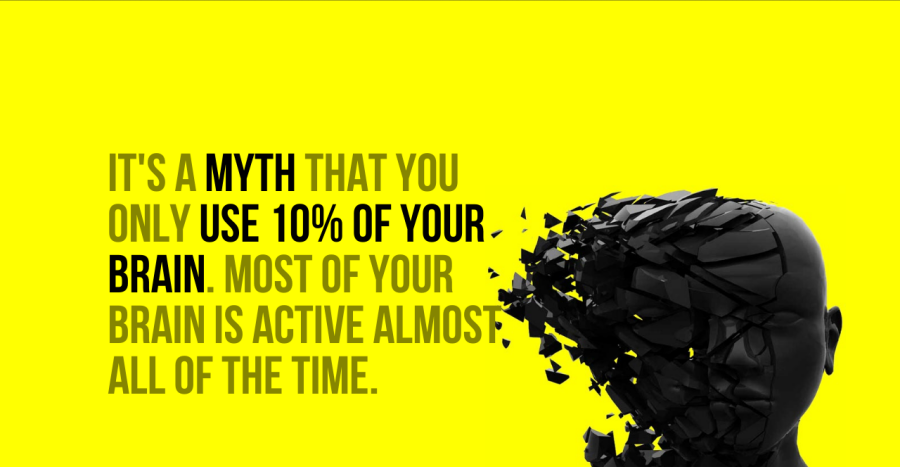 IT'S A MYTH THAT YOU
ONLY USE 10% OF YOUR
BRAIN. MOST OF YOUR
BRAIN IS ACTIVE ALMOST
ALL OF THE TIME.